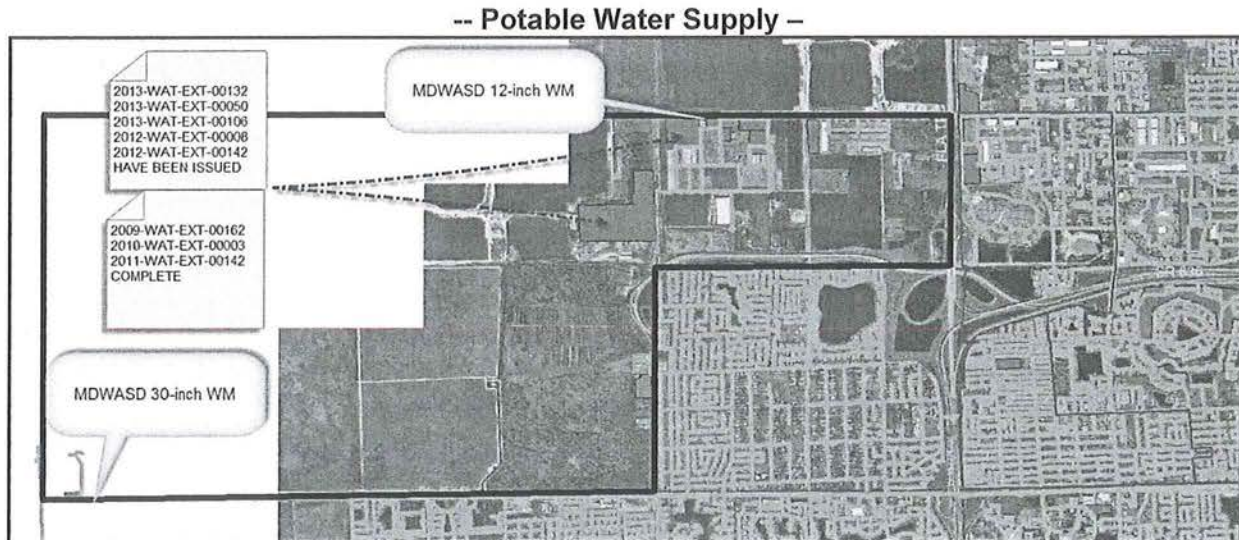 -- Potable Water Supply –
2013-WAT-EXT-00132
2013-WAT-EXT-00050
2013-WAT-EXT-00106
2012-WAT-EXT-00008
2012-WAT-EXT-00142
HAVE BEEN ISSUED
MDWASD 12-inch WM
2009-WAT-EXT-00162
2010-WAT-EXT-00003
2011-WAT-EXT-00142
COMPLETE
MDWASD 30-inch WM